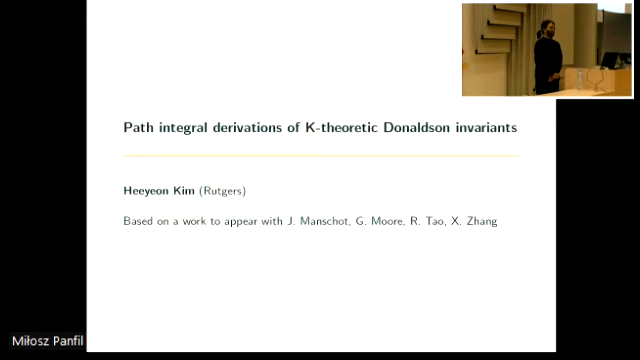 Path integral derivations of K-theoretic Donaldson invariants
Heeyeon Kim (Rutgers)
Based on a work to appear with J. Manschot, G. Moore, R. Tao, X. Zhang
Miłosz Panfil